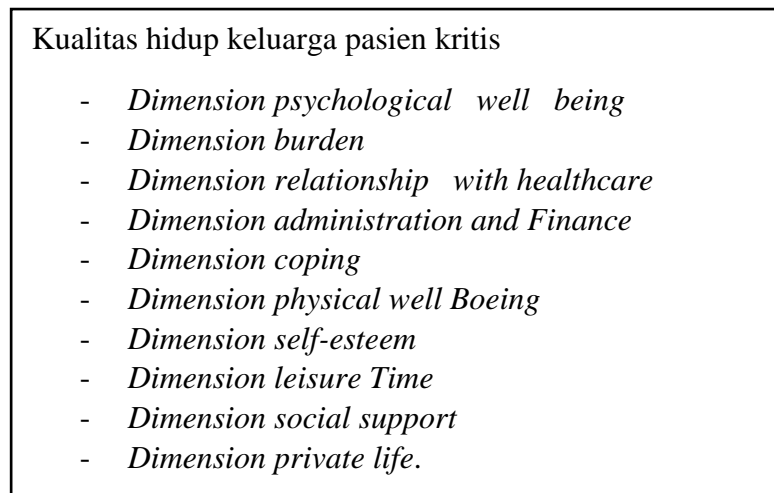 Kualitas hidup keluarga pasien kritis
- Dimension psychological well being
- Dimension burden
- Dimension relationship with healthcare
- Dimension administration and Finance
- Dimension coping
- Dimension physical well Boeing
- Dimension self-esteem
- Dimension leisure Time
- Dimension social support
- Dimension private life.